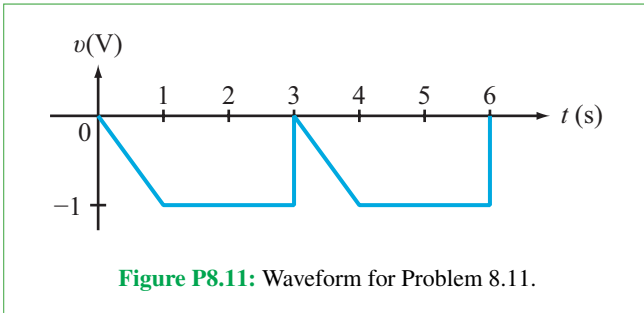 υ(V)
1 2 3 4 5 6
t (s)
0
−1
Figure P8.11: Waveform for Problem 8.11.